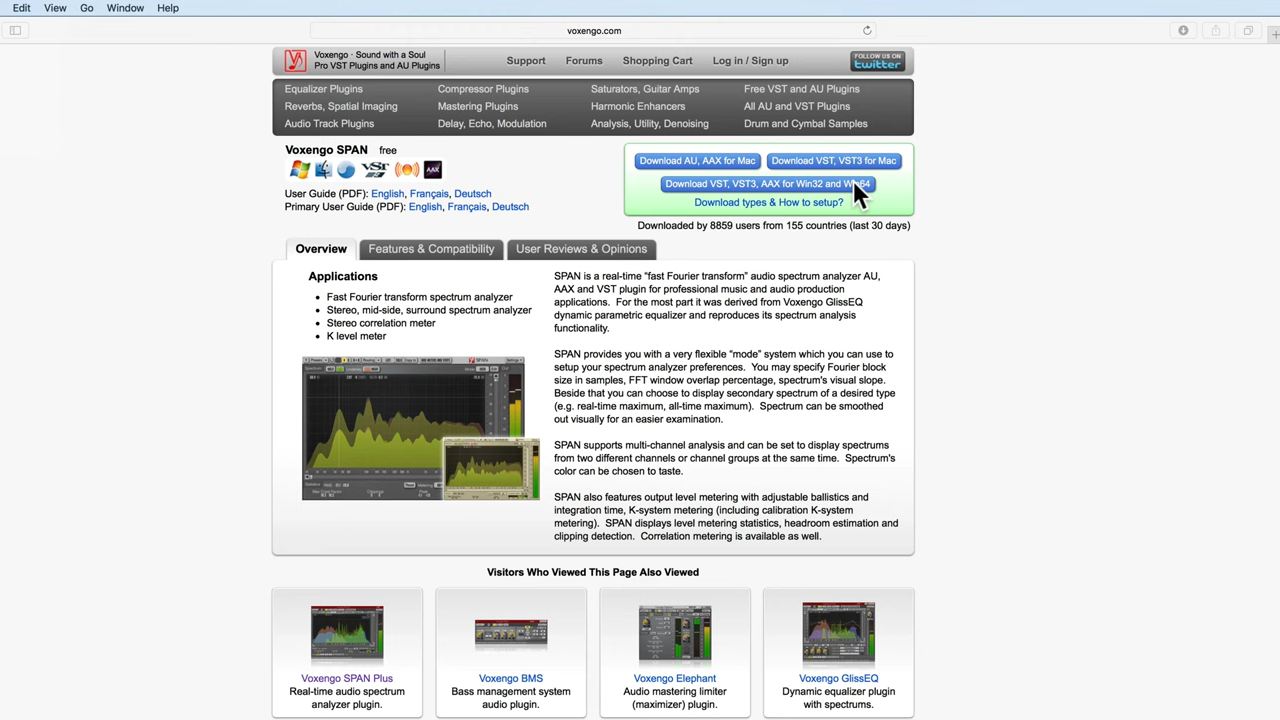 Edit View Go Window Help
voxengo.com
Voxengo · Sound with a Soul
Pro VST Plugins and AU Plugins
Support Forums Shopping Cart Log in / Sign up
FOLLOW US ON
twitter
Equalizer Plugins Compressor Plugins Saturators, Guitar Amps Free VST and AU Plugins
Reverbs, Spatial Imaging Mastering Plugins Harmonic Enhancers All AU and VST Plugins
Audio Track Plugins Delay, Echo, Modulation Analysis, Utility, Denoising Drum and Cymbal Samples
Voxengo SPAN free
VST
AAX
User Guide (PDF): English, Français, Deutsch
Primary User Guide (PDF): English, Français, Deutsch
Download AU, AAX for Mac Download VST, VST3 for Mac
Download VST, VST3, AAX for Win32 and Win64
Download types & How to setup?
Downloaded by 8859 users from 155 countries (last 30 days)
Overview Features & Compatibility User Reviews & Opinions
Applications
• Fast Fourier transform spectrum analyzer
• Stereo, mid-side, surround spectrum analyzer
• Stereo correlation meter
• K level meter
SPAN is a real-time “fast Fourier transform” audio spectrum analyzer AU,
AAX and VST plugin for professional music and audio production
applications. For the most part it was derived from Voxengo GlissEQ
dynamic parametric equalizer and reproduces its spectrum analysis
functionality.
SPAN provides you with a very flexible “mode” system which you can use to
setup your spectrum analyzer preferences. You may specify Fourier block
size in samples, FFT window overlap percentage, spectrum's visual slope.
Beside that you can choose to display secondary spectrum of a desired type
(e.g. real-time maximum, all-time maximum). Spectrum can be smoothed
out visually for an easier examination.
SPAN supports multi-channel analysis and can be set to display spectrums
from two different channels or channel groups at the same time. Spectrum's
color can be chosen to taste.
SPAN also features output level metering with adjustable ballistics and
integration time, K-system metering (including calibration K-system
metering). SPAN displays level metering statistics, headroom estimation and
clipping detection. Correlation metering is available as well.
Visitors Who Viewed This Page Also Viewed
Voxengo SPAN Plus
Real-time audio spectrum
analyzer plugin.
Voxengo BMS
Bass management system
audio plugin.
Voxengo Elephant
Audio mastering limiter
(maximizer) plugin.
Voxengo GlissEQ
Dynamic equalizer plugin
with spectrums.